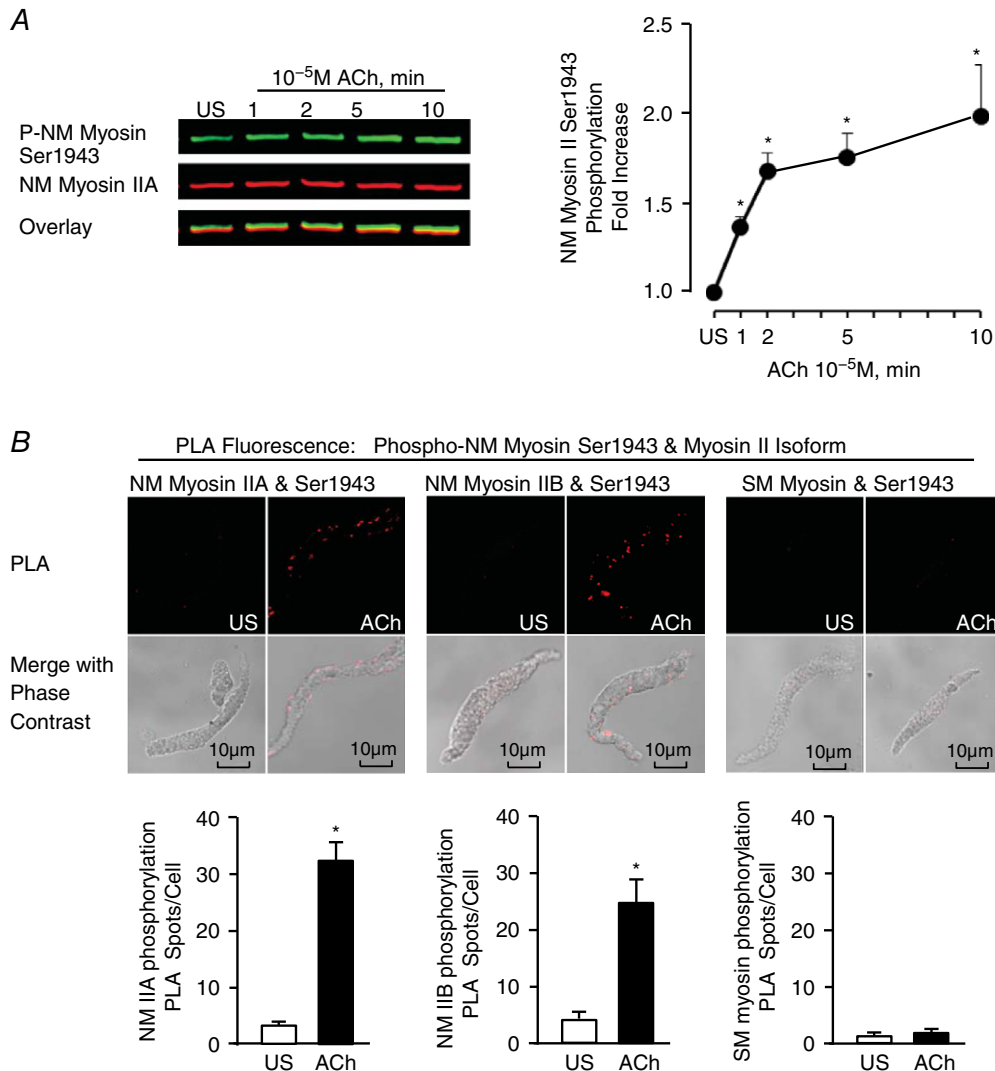 A
10⁻⁵M ACh, min
US 1 2 5 10
P-NM Myosin
Ser1943
NM Myosin IIA
Overlay
NM Myosin II Ser1943
Phosphorylation
Fold Increase
2.5
2.0
1.5
1.0
*
*
*
*
US 1 2 5 10
ACh 10⁻⁵M, min
B
PLA Fluorescence: Phospho-NM Myosin Ser1943 & Myosin II Isoform
NM Myosin IIA & Ser1943
NM Myosin IIB & Ser1943
SM Myosin & Ser1943
PLA
US
ACh
US
ACh
US
ACh
Merge with
Phase
Contrast
10μm
10μm
10μm
10μm
10μm
10μm
NM IIA phosphorylation
PLA Spots/Cell
40
30
20
10
0
*
US ACh
NM IIB phosphorylation
PLA Spots/Cell
40
30
20
10
0
*
US ACh
SM myosin phosphorylation
PLA Spots/Cell
40
30
20
10
0
US ACh